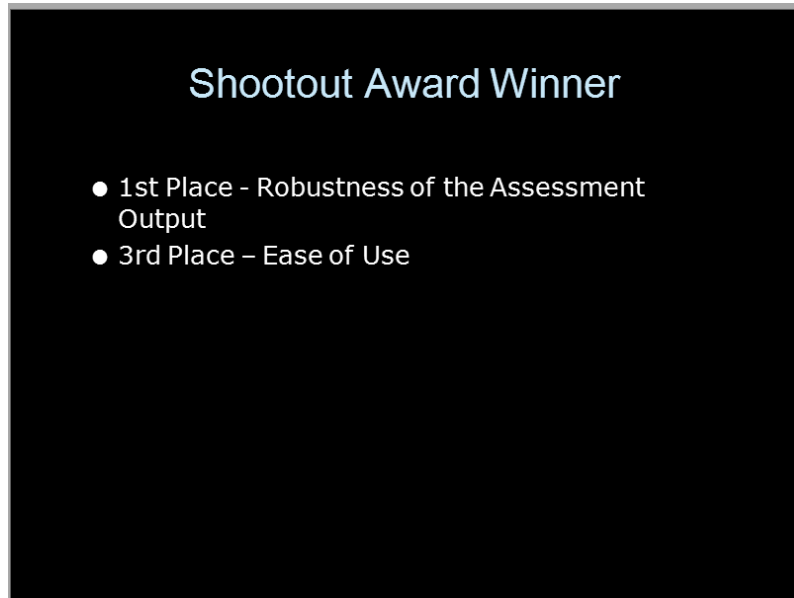 Shootout Award Winner
● 1st Place - Robustness of the Assessment
Output
● 3rd Place – Ease of Use